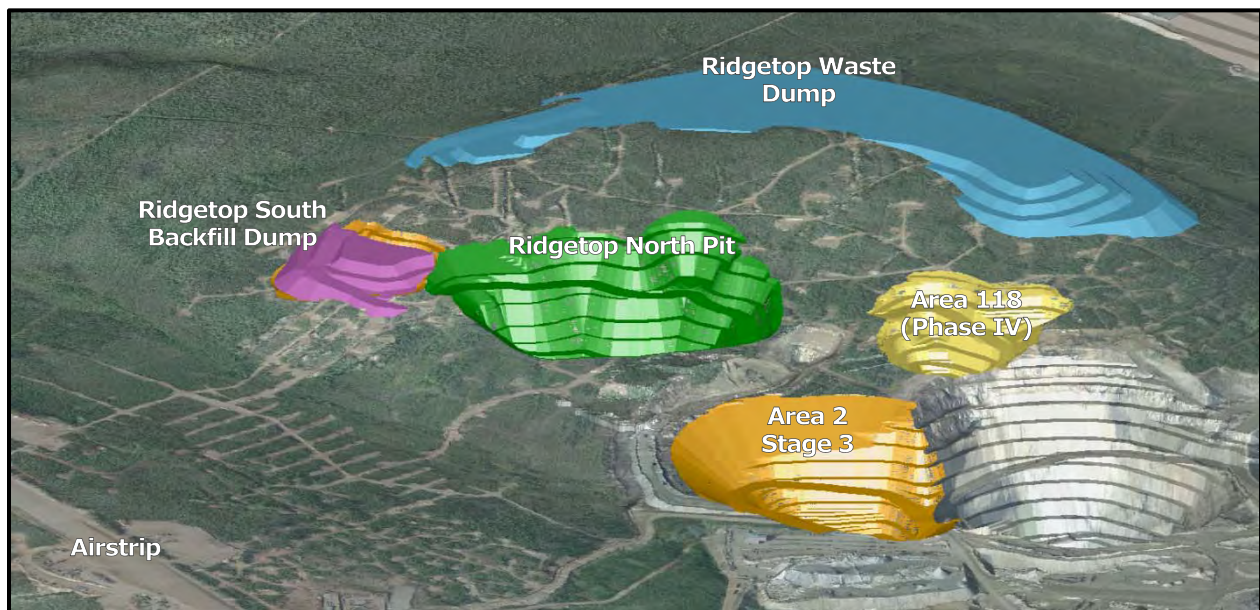 Ridgetop Waste
Dump
Ridgetop South
Backfill Dump
Ridgetop North Pit
Area 118
(Phase IV)
Area 2
Stage 3
Airstrip